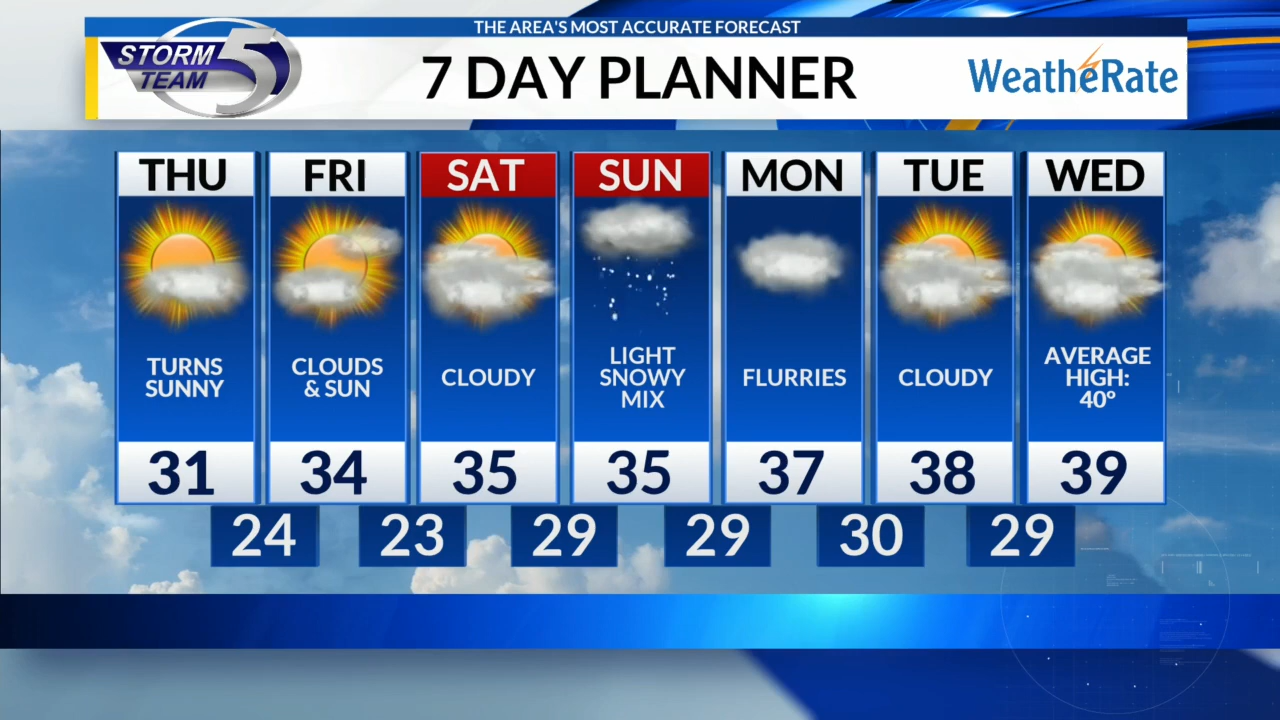 THE AREA'S MOST ACCURATE FORECAST
STORM
TEAM
5
7 DAY PLANNER
WeatheRate
THU
FRI
SAT
SUN
MON
TUE
WED
TURNS
SUNNY
CLOUDS
& SUN
CLOUDY
LIGHT
SNOWY
MIX
FLURRIES
CLOUDY
AVERAGE
HIGH:
40°
31
34
35
35
37
38
39
24
23
29
29
30
29